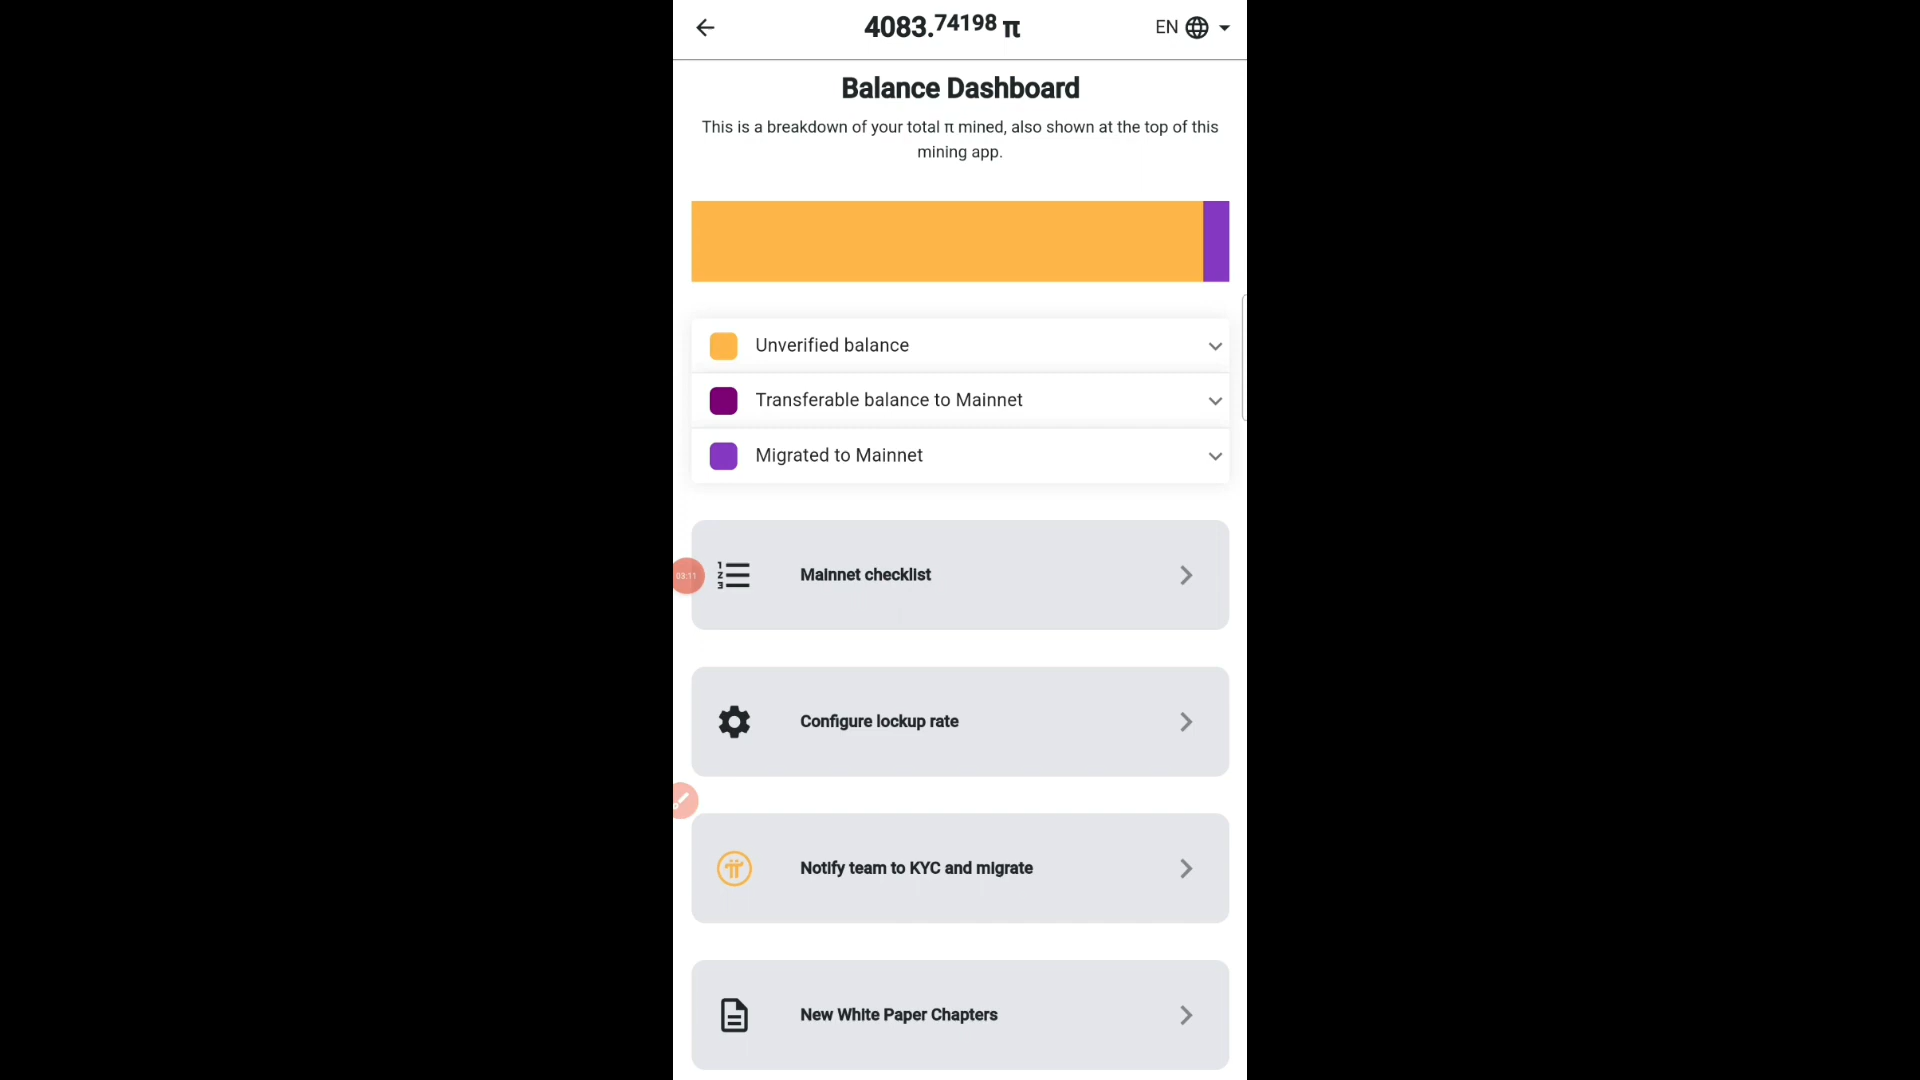 4083.74198 π
EN
Balance Dashboard
This is a breakdown of your total π mined, also shown at the top of this
mining app.
Unverified balance
Transferable balance to Mainnet
Migrated to Mainnet
03:11
Mainnet checklist
Configure lockup rate
Notify team to KYC and migrate
New White Paper Chapters